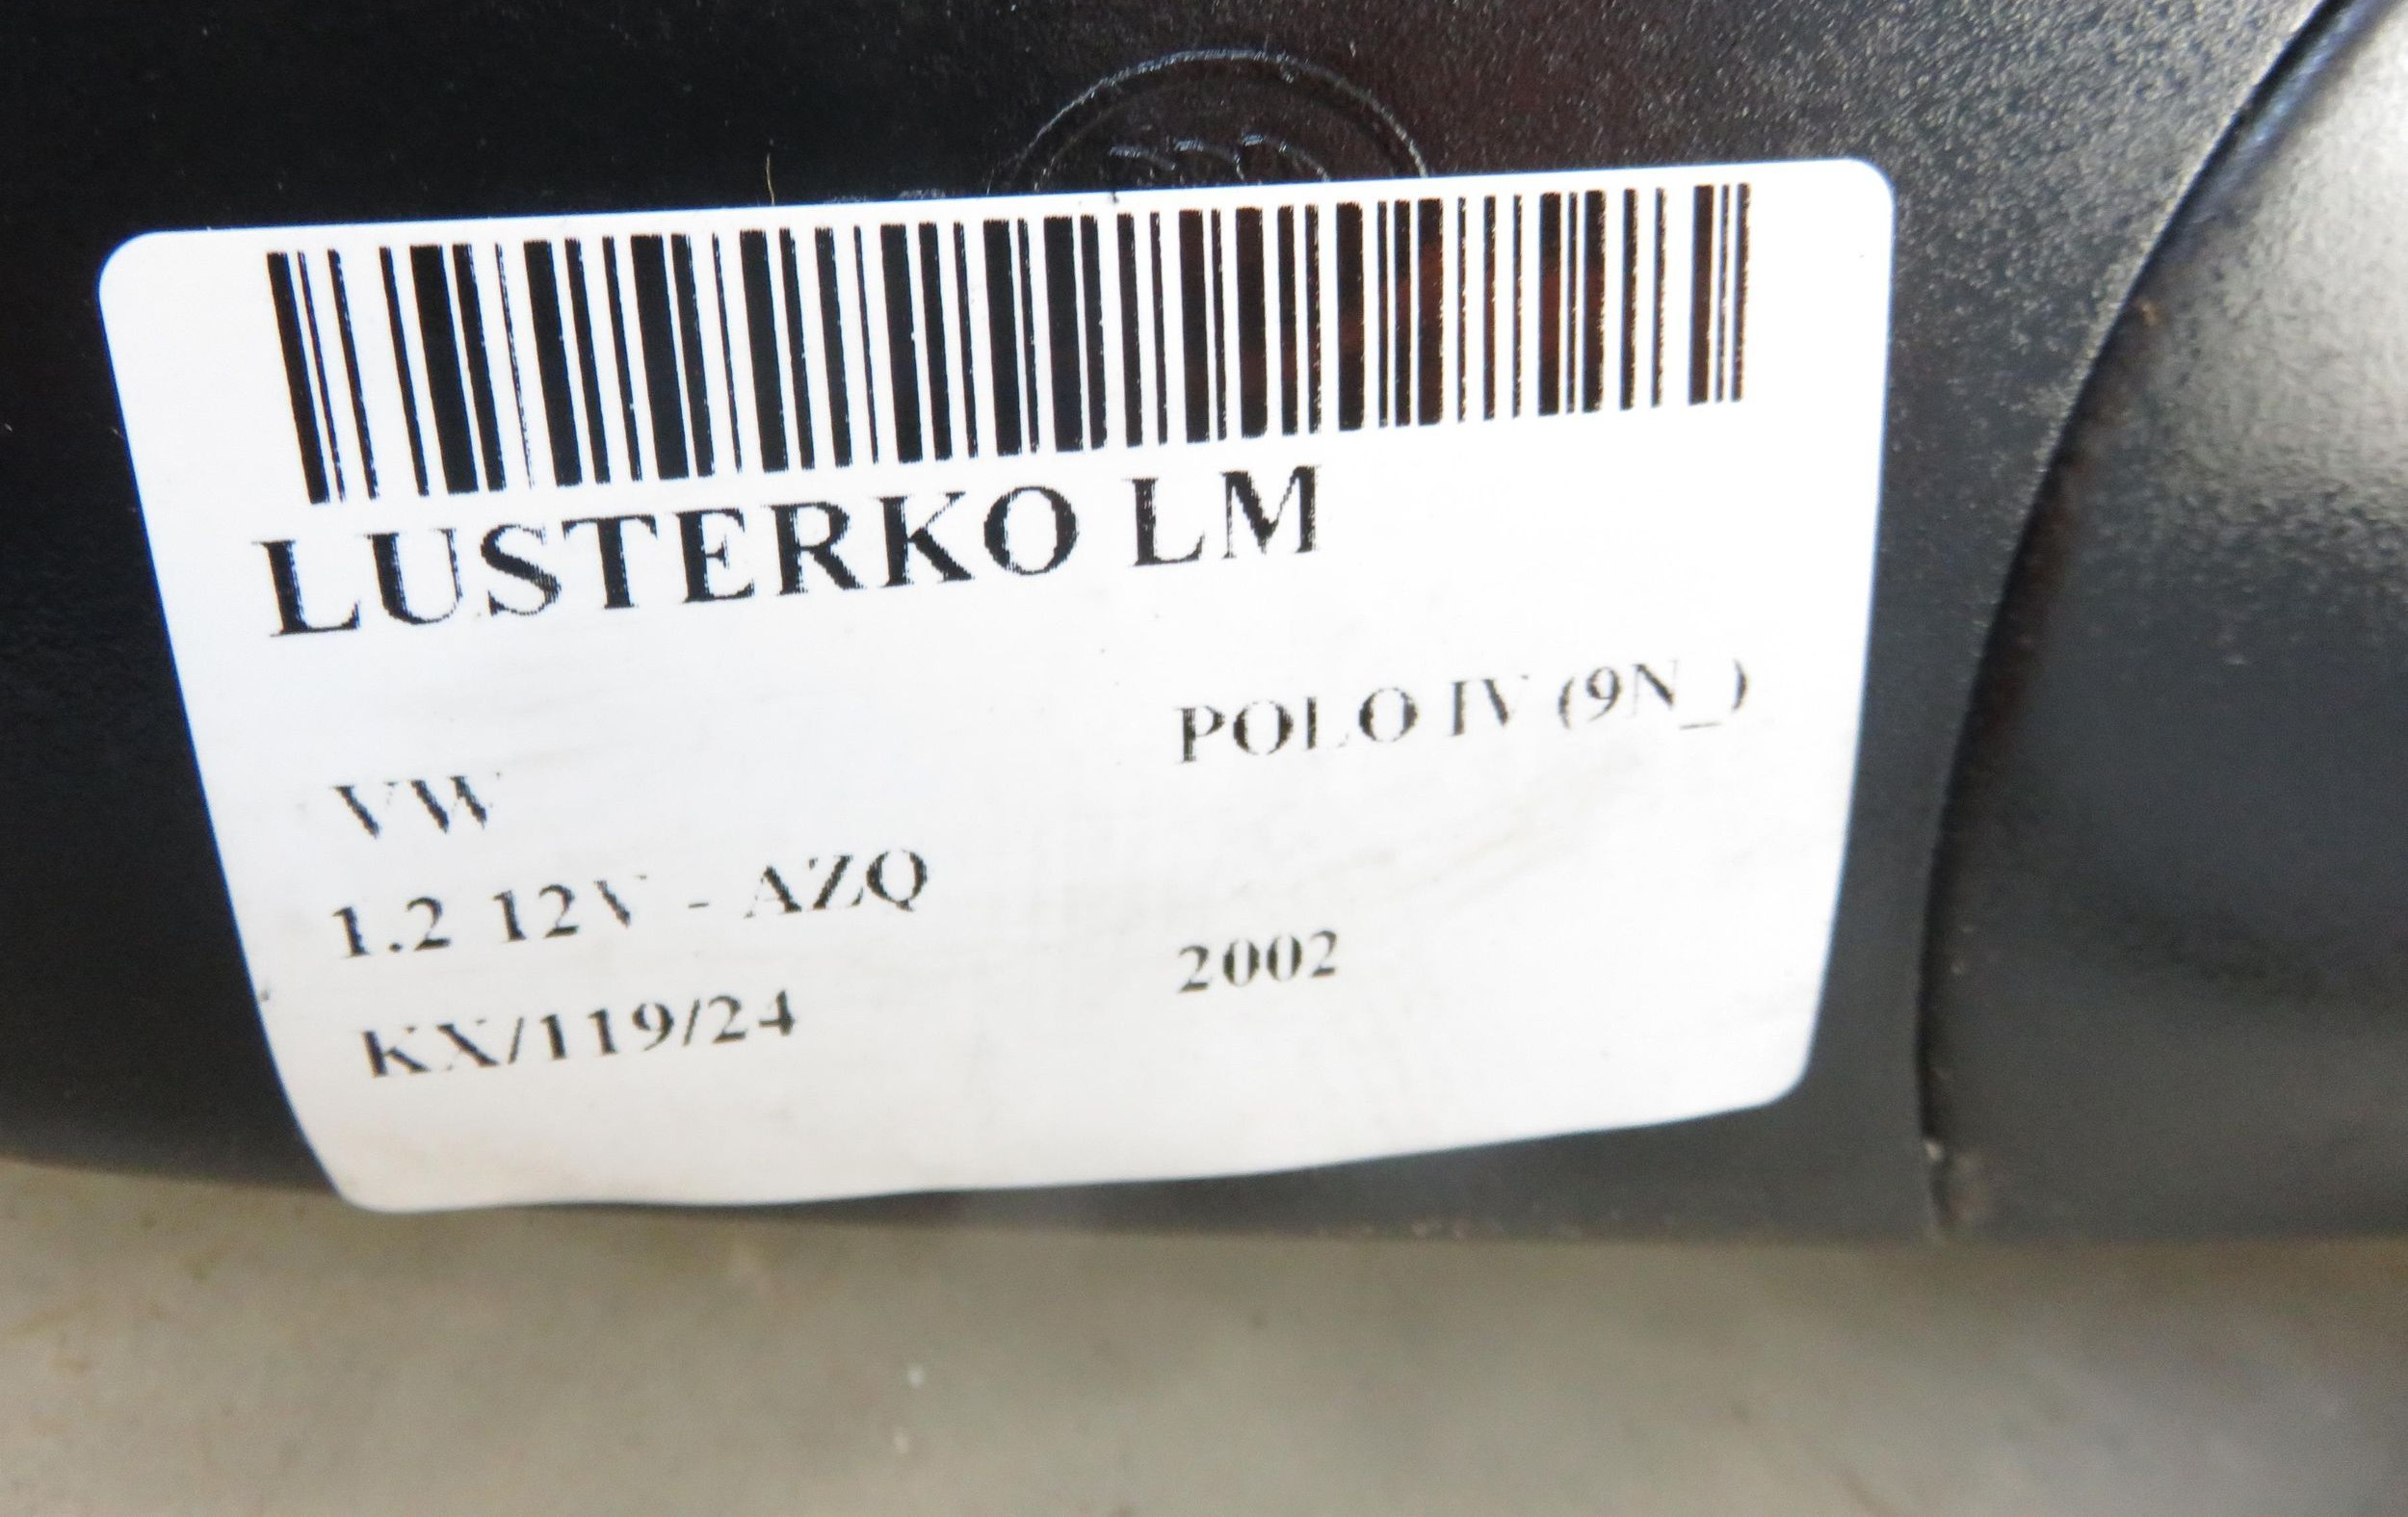 LUSTERKO LM
VW POLO IV (9N_)
1.2 12V - AZQ
KX/119/24 2002